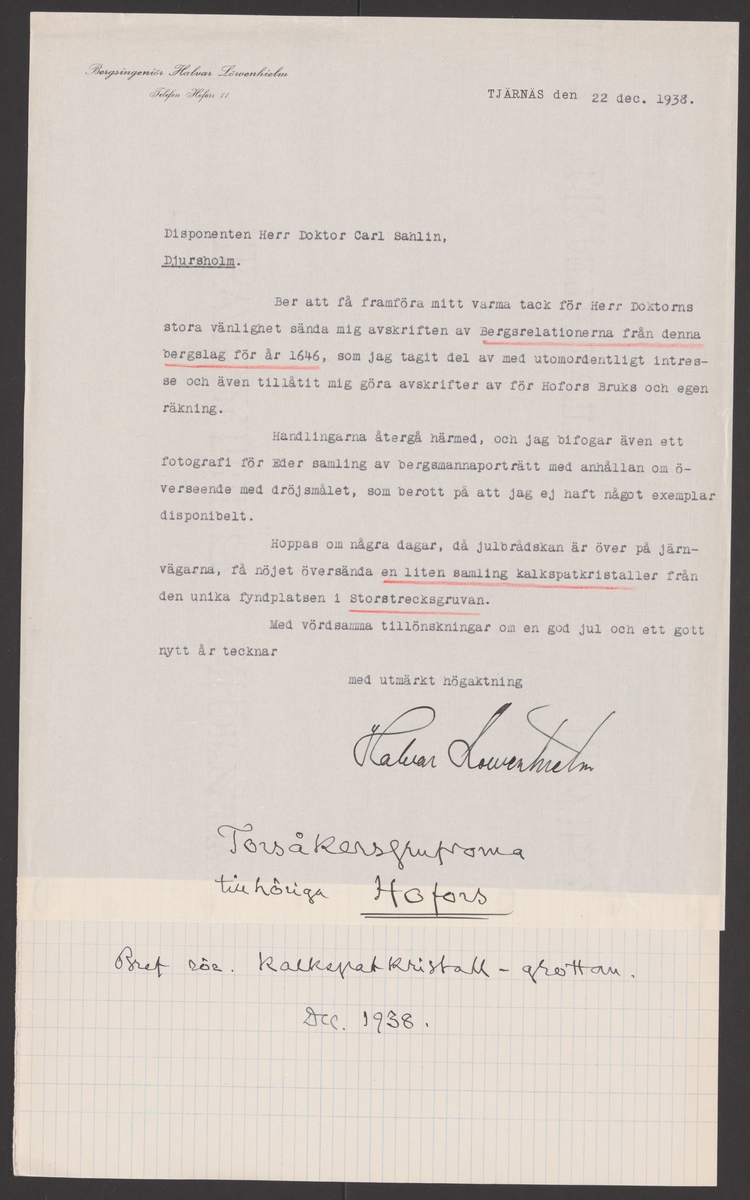 Bergsingeniör Halvar Löwenhielm
Telefon Hofors 11
TJÄRNÄS den 22 dec. 1938.
Disponenten Herr Doktor Carl Sahlin,
Djursholm.
Ber att få framföra mitt varma tack för Herr Doktorns
stora vänlighet sända mig avskriften av Bergsrelationerna från denna
bergslag för år 1646, som jag tagit del av med utomordentligt intres-
se och även tillåtit mig göra avskrifter av för Hofors Bruks och egen
räkning.
Handlingarna återgå härmed, och jag bifogar även ett
fotografi för Eder samling av bergsmannaporträtt med anhållan om ö-
verseende med dröjsmålet, som berott på att jag ej haft något exemplar
disponibelt.
Hoppas om några dagar, då julbrådskan är över på järn-
vägarna, få nöjet översända en liten samling kalkspatkristaller från
den unika fyndplatsen i Storstrecksgruvan.
Med vördsamma tillönskningar om en god jul och ett gott
nytt år tecknar
med utmärkt högaktning
Halvar Löwenhielm
Torsåkersgrufvorna
tillhöriga Hofors
Bref rör. Kalkspatkristall-grottan.
Dec. 1938.